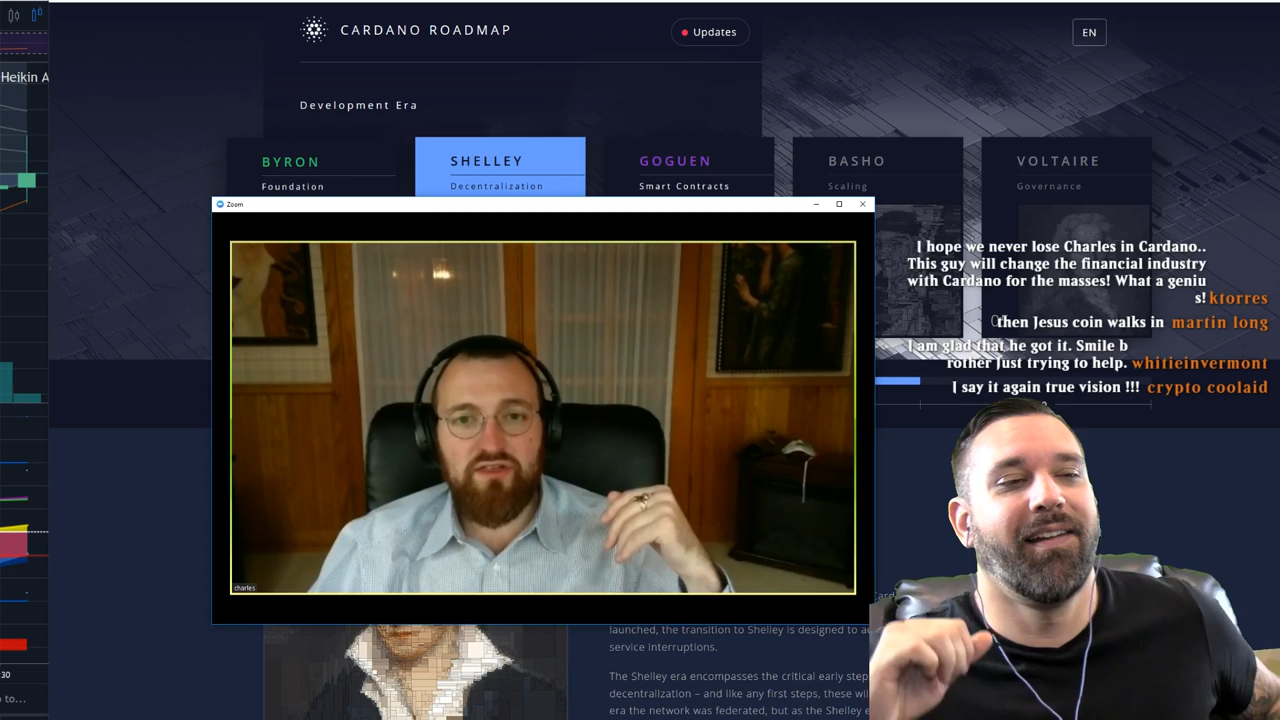 Heikin A
CARDANO ROADMAP
Updates
EN
Development Era
BYRON
Foundation
SHELLEY
Decentralization
GOGUEN
Smart Contracts
BASHO
Scaling
VOLTAIRE
Governance
Zoom
charles
I hope we never lose Charles in Cardano..
This guy will change the financial industry
with Cardano for the masses! What a geniu
s! ktorres
then Jesus coin walks in martin long
I am glad that he got it. Smile b
rother Just trying to help. whitieinvermont
I say it again true vision !!! crypto coolaid
Card
launched, the transition to Shelley is designed to
service interruptions.
The Shelley era encompasses the critical early step
decentralization – and like any first steps, these wil
era the network was federated, but as the Shelley e
:30
to...